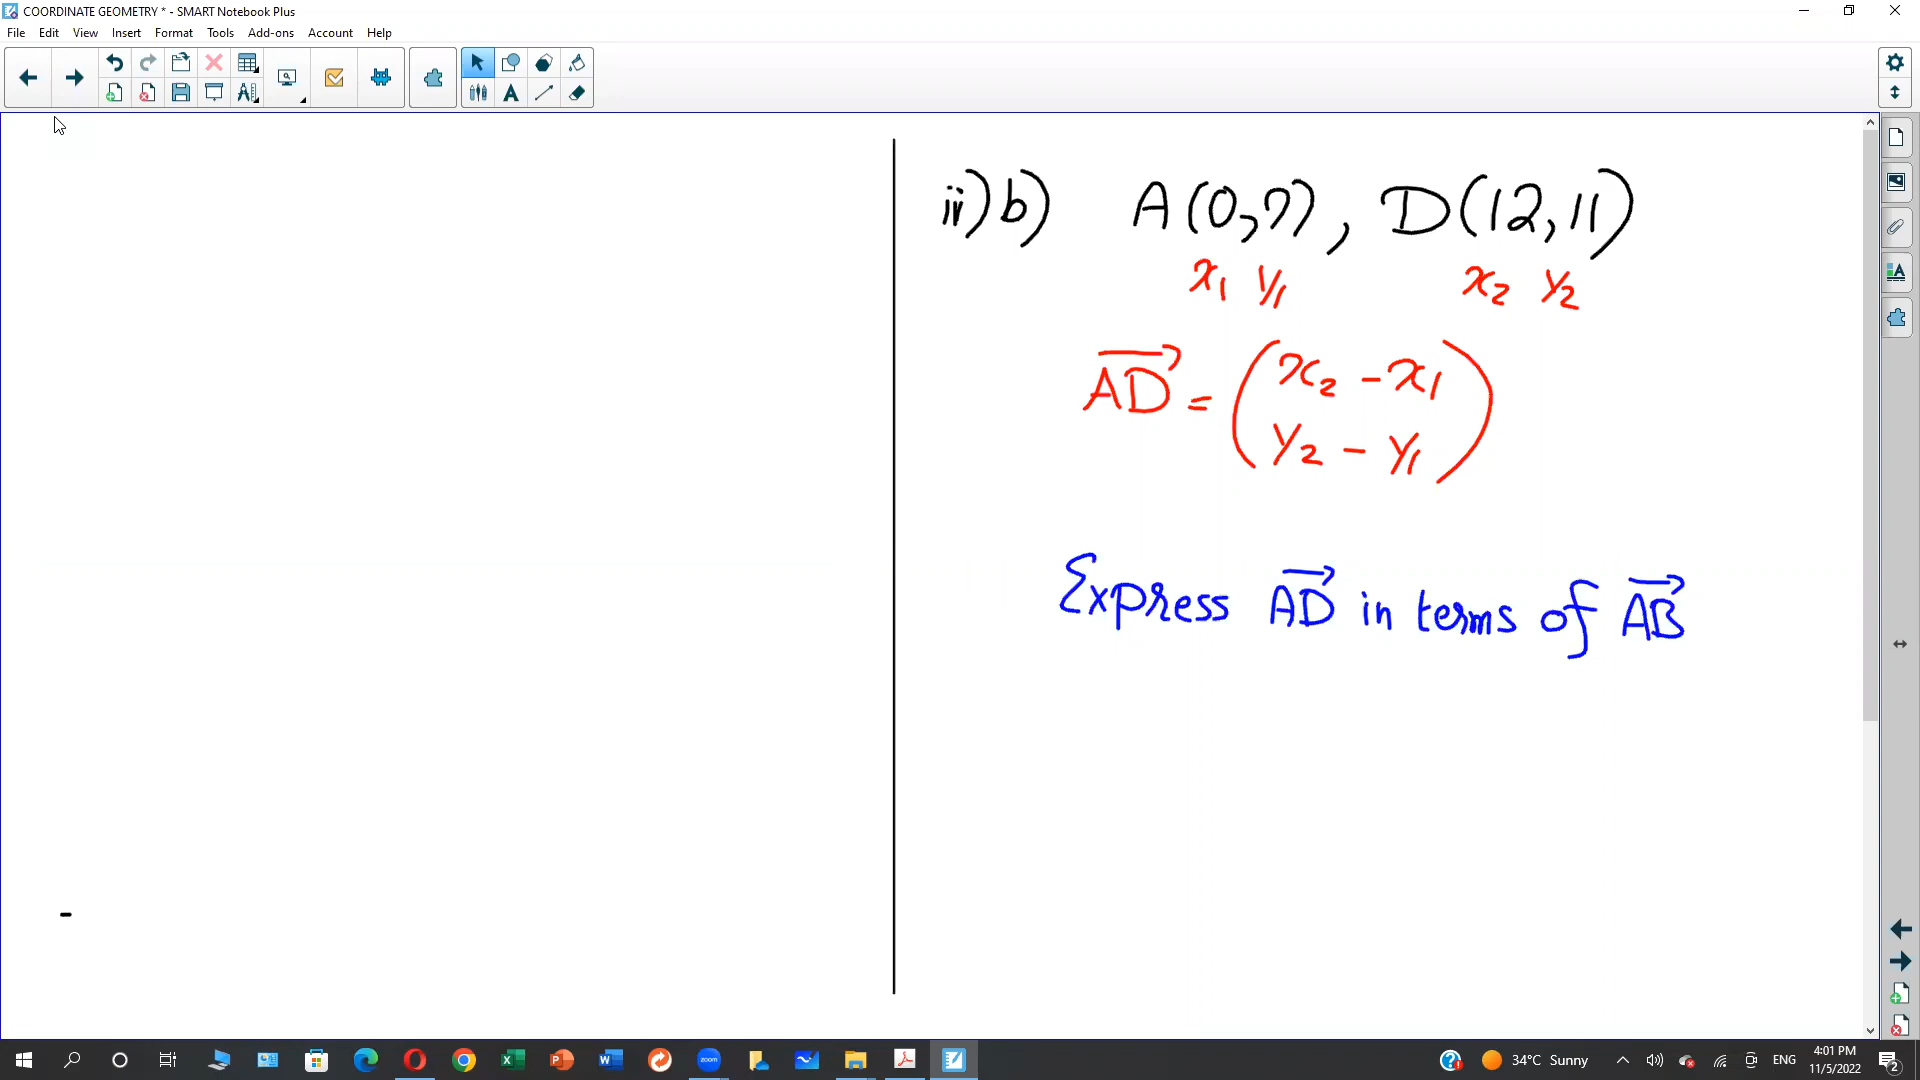 COORDINATE GEOMETRY * - SMART Notebook Plus
File Edit View Insert Format Tools Add-ons Account Help
ii) b) A (0,7), D(12, 11)
x₁ y₁ x₂ y₂
AD = (x₂ - x₁
y₂ - y₁)
Express AD in terms of AB
-
34°C Sunny
ENG
4:01 PM
11/5/2022
2
zoom